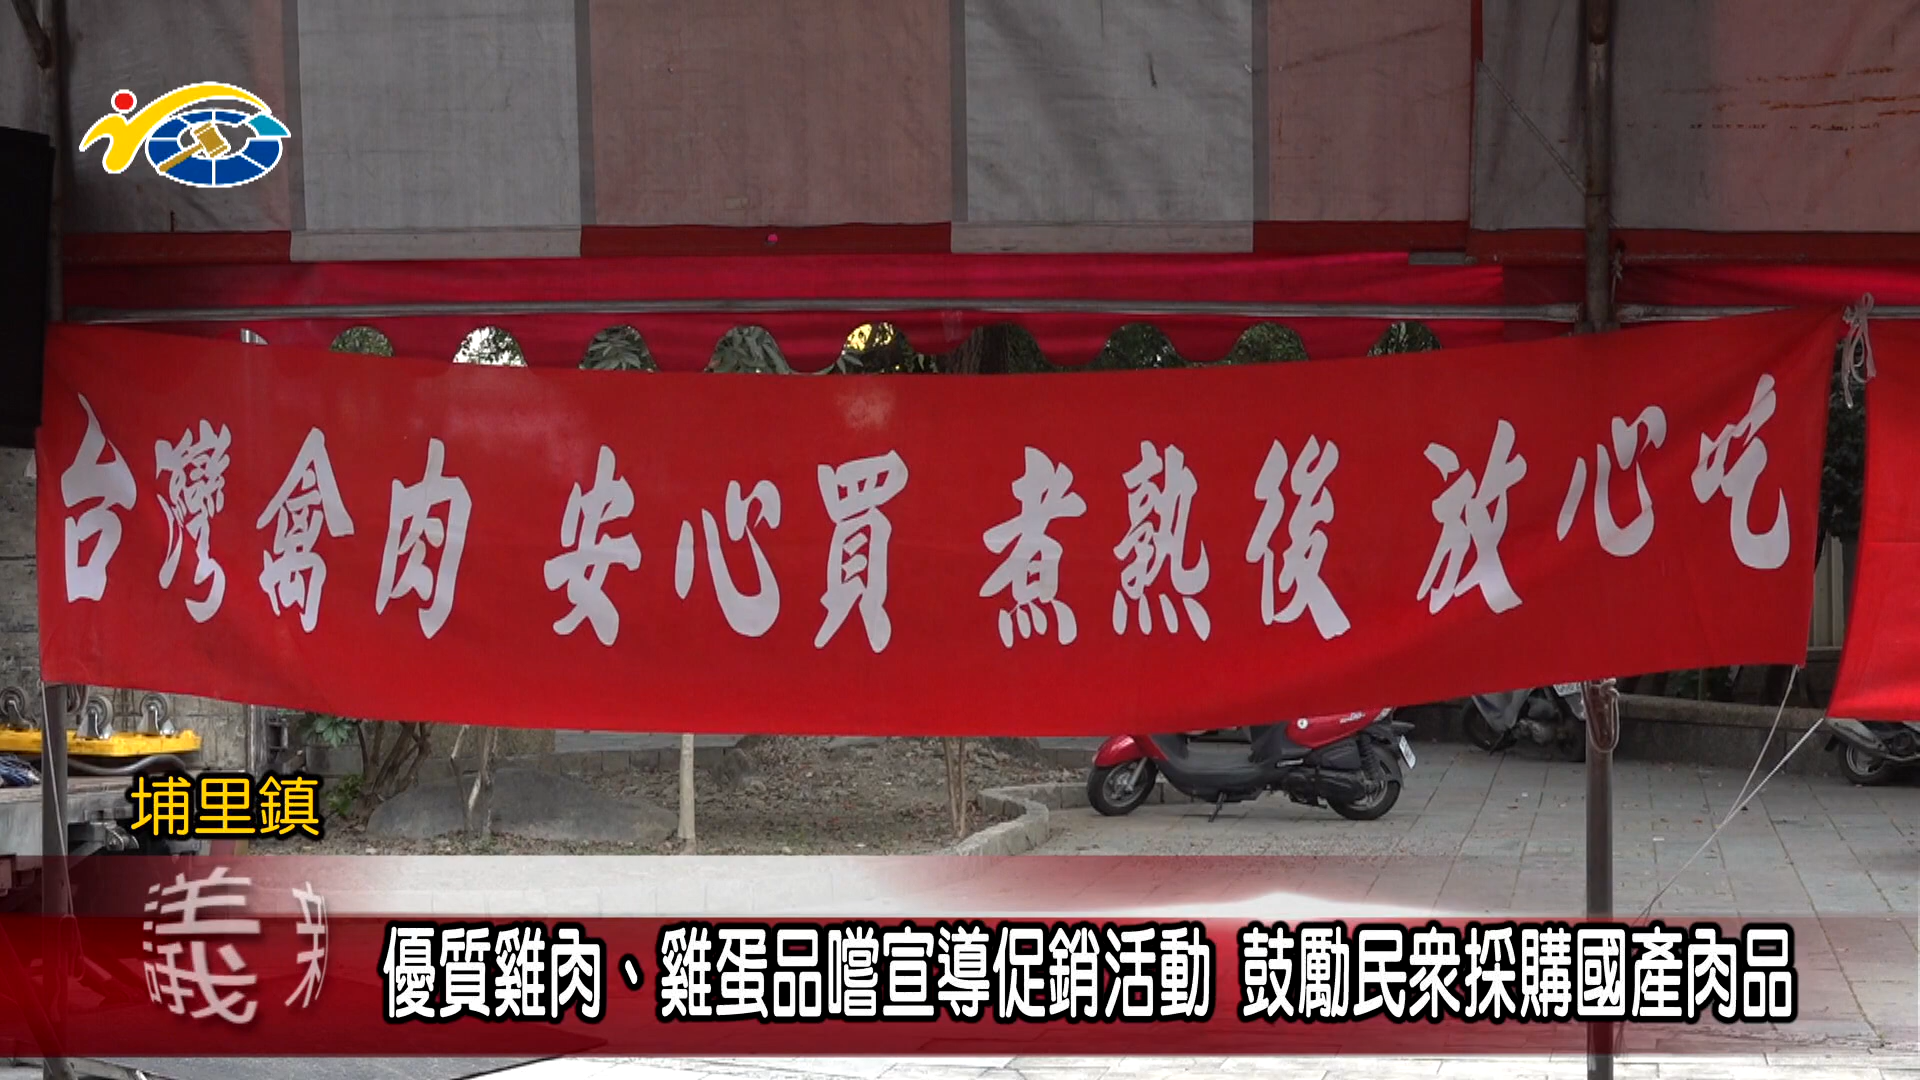 台灣禽肉 安心買 煮熟後 放心吃
埔里鎮
議 新
優質雞肉、雞蛋品嚐宣導促銷活動 鼓勵民眾採購國產肉品